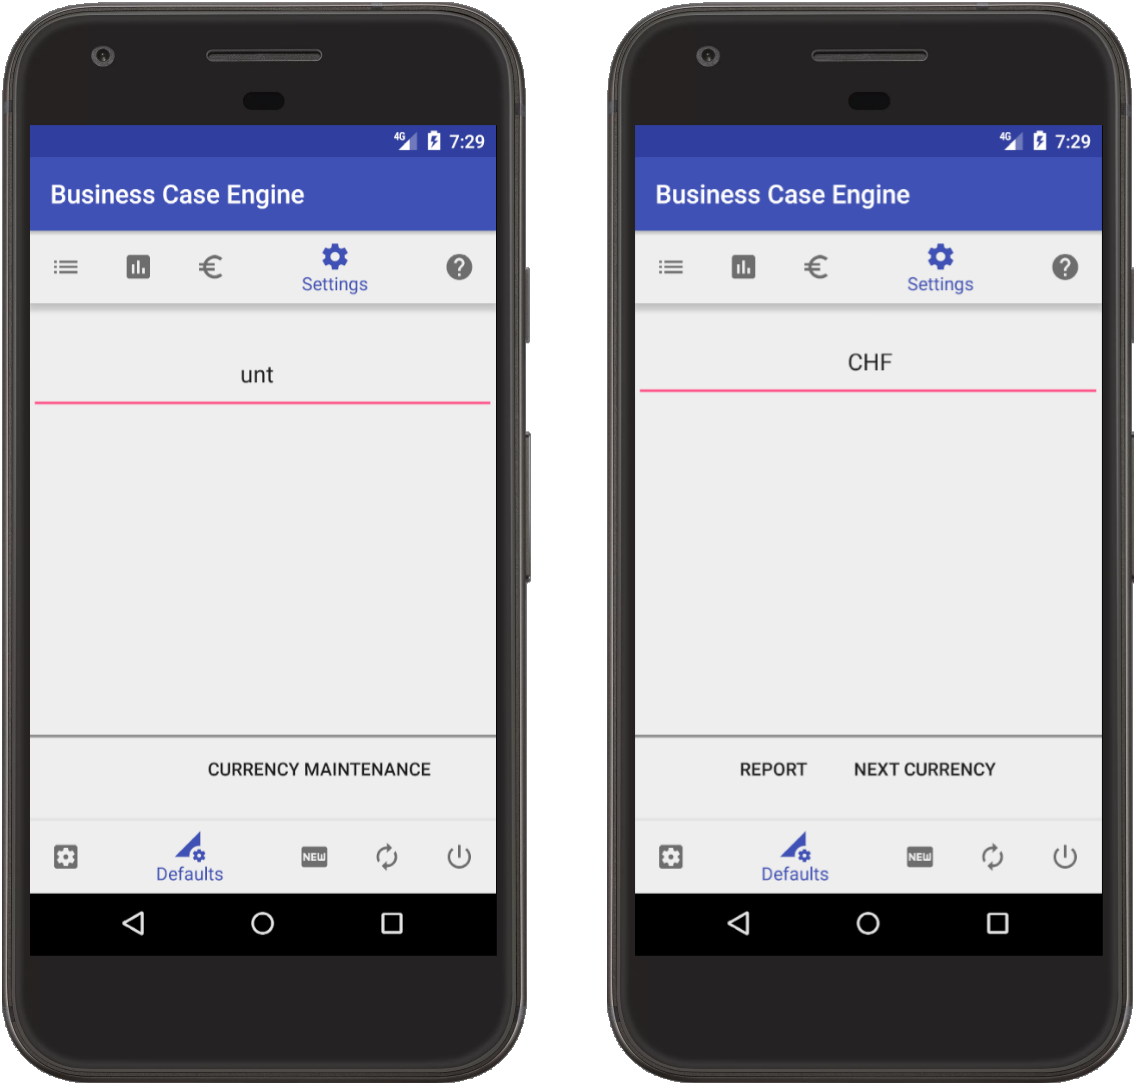 4G 7:29
Business Case Engine
Settings
unt
CURRENCY MAINTENANCE
NEW
Defaults
4G 7:29
Business Case Engine
Settings
CHF
REPORT NEXT CURRENCY
NEW
Defaults